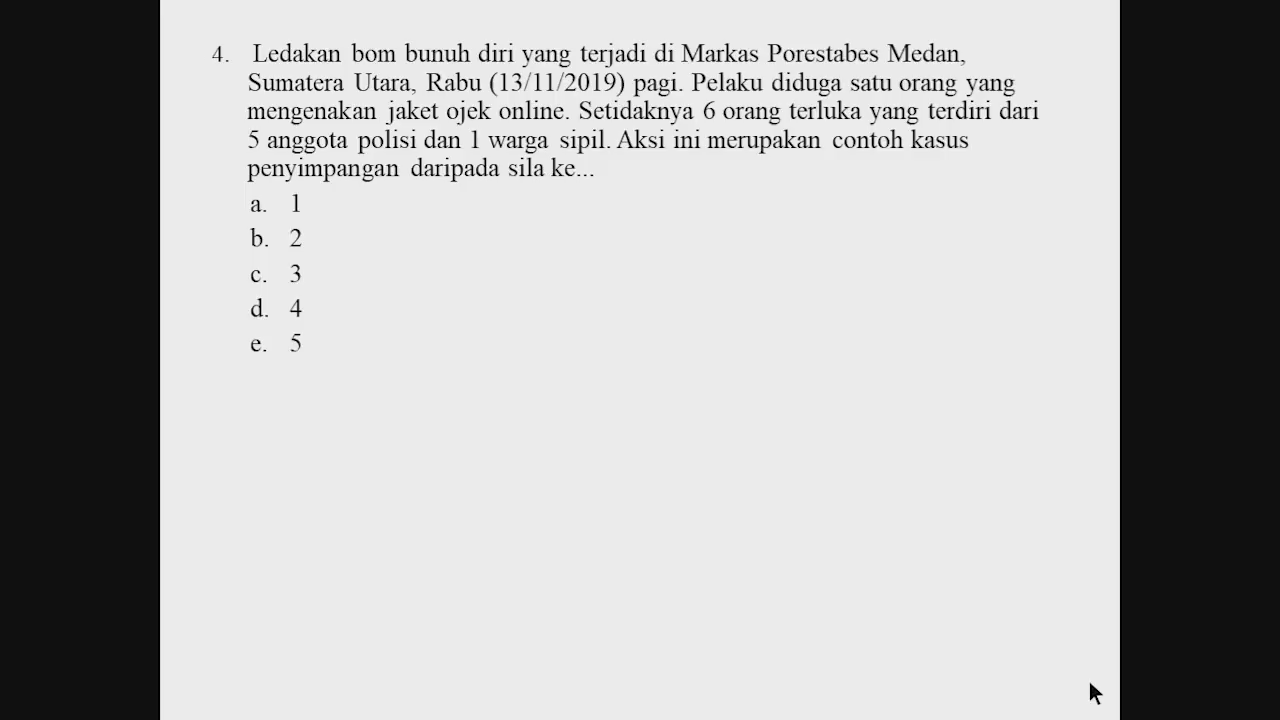 4. Ledakan bom bunuh diri yang terjadi di Markas Porestabes Medan,
Sumatera Utara, Rabu (13/11/2019) pagi. Pelaku diduga satu orang yang
mengenakan jaket ojek online. Setidaknya 6 orang terluka yang terdiri dari
5 anggota polisi dan 1 warga sipil. Aksi ini merupakan contoh kasus
penyimpangan daripada sila ke...
a. 1
b. 2
c. 3
d. 4
e. 5